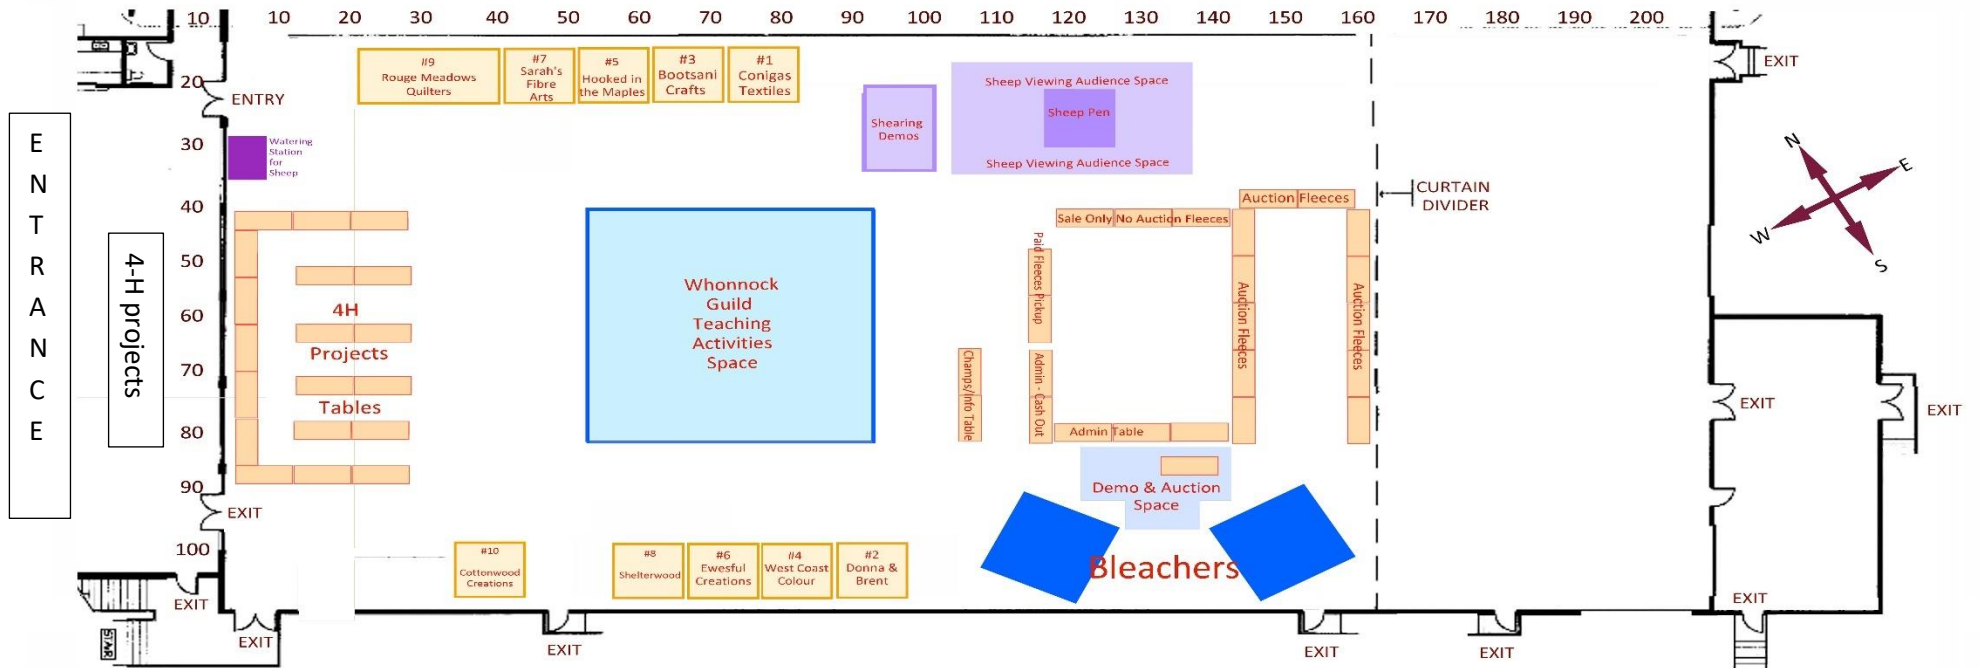 10 10 20 30 40 50 60 70 80 90 100 110 120 130 140 150 160 170 180 190 200
20
30
40
50
60
70
80
90
100
E
N
T
R
A
N
C
E
4-H projects
ENTRY
Watering
Station
for
Sheep
#9
Rouge Meadows
Quilters
#7
Sarah's
Fibre
Arts
#5
Hooked in
the Maples
#3
Bootsani
Crafts
#1
Conigas
Textiles
Shearing
Demos
Sheep Viewing Audience Space
Sheep Pen
Sheep Viewing Audience Space
EXIT
N
E
W
S
CURTAIN
DIVIDER
4H
Projects
Tables
Whonnock
Guild
Teaching
Activities
Space
Auction Fleeces
Sale Only No Auction Fleeces
Paid Fleeces Pickup
Auction Fleeces
Auction Fleeces
Champs/Info Table
Admin - Cash Out
Admin Table
Demo & Auction
Space
Bleachers
#10
Cottonwood
Creations
#8
Shelterwood
#6
Ewesful
Creations
#4
West Coast
Colour
#2
Donna &
Brent
EXIT
EXIT
EXIT
EXIT
EXIT
STAIR
EXIT
EXIT
EXIT
EXIT